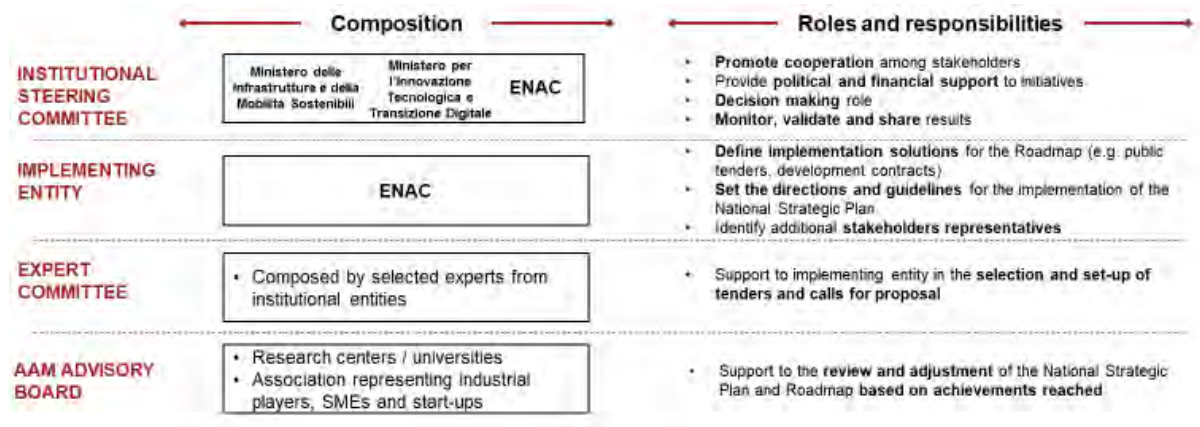 Composition
Roles and responsibilities
INSTITUTIONAL
STEERING
COMMITTEE
Ministero delle
Infrastrutture e della
Mobilità Sostenibili
Ministero per
l'Innovazione
Tecnologica e
Transizione Digitale
ENAC
• Promote cooperation among stakeholders
• Provide political and financial support to initiatives
• Decision making role
• Monitor, validate and share results
IMPLEMENTING
ENTITY
ENAC
• Define implementation solutions for the Roadmap (e.g. public
tenders, development contracts)
• Set the directions and guidelines for the implementation of the
National Strategic Plan
• Identify additional stakeholders representatives
EXPERT
COMMITTEE
• Composed by selected experts from
institutional entities
• Support to implementing entity in the selection and set-up of
tenders and calls for proposal
AAM ADVISORY
BOARD
• Research centers / universities
• Association representing Industrial
players, SMEs and start-ups
• Support to the review and adjustment of the National Strategic
Plan and Roadmap based on achievements reached